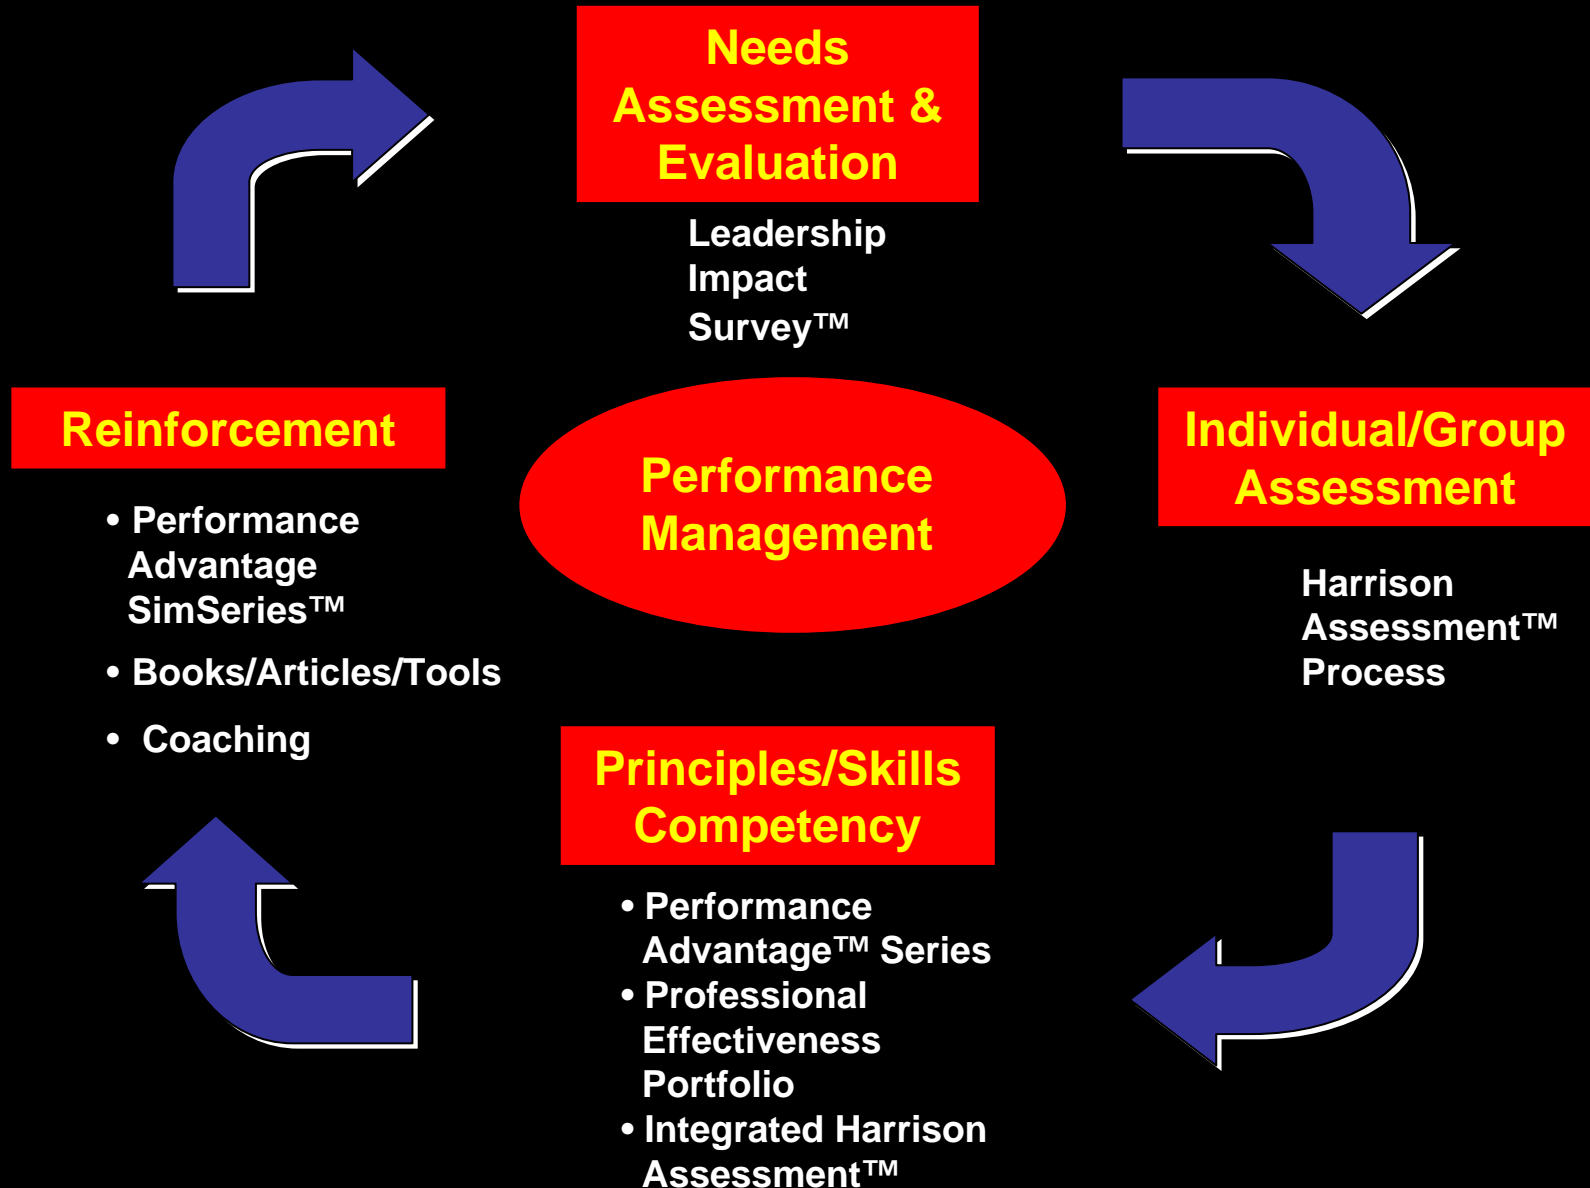 Needs
Assessment &
Evaluation
Leadership
Impact
Survey™
Reinforcement
• Performance
Advantage
SimSeries™
• Books/Articles/Tools
• Coaching
Performance
Management
Individual/Group
Assessment
Harrison
Assessment™
Process
Principles/Skills
Competency
• Performance
Advantage™ Series
• Professional
Effectiveness
Portfolio
• Integrated Harrison
Assessment™